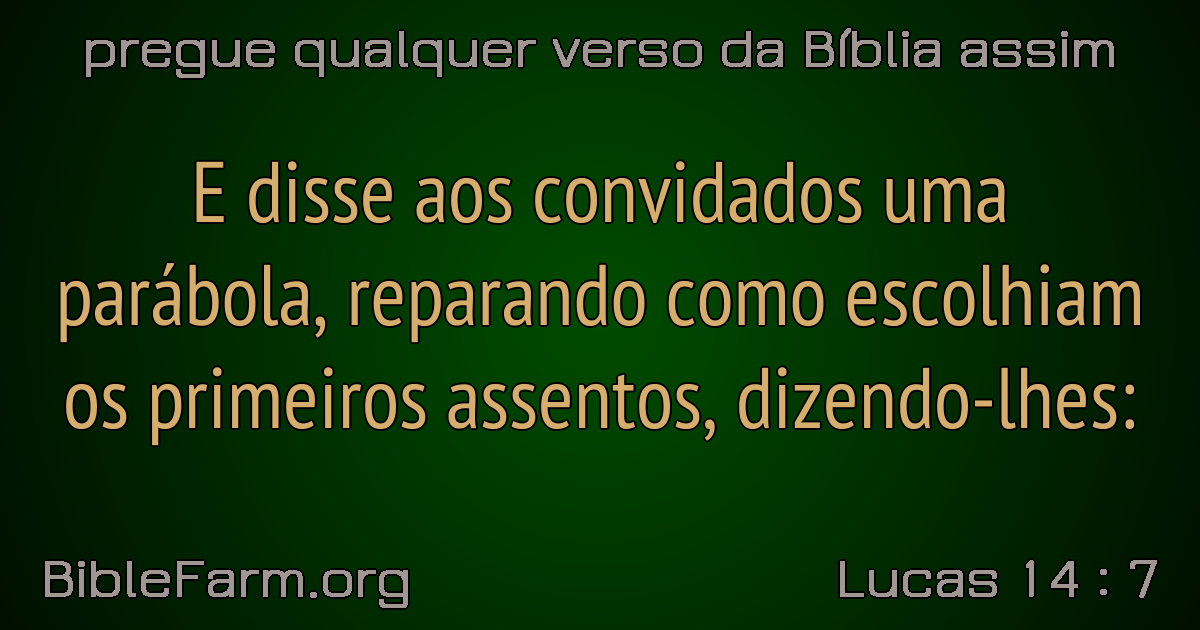 pregue qualquer verso da Bíblia assim
E disse aos convidados uma
parábola, reparando como escolhiam
os primeiros assentos, dizendo-lhes:
BibleFarm.org
Lucas 14 : 7